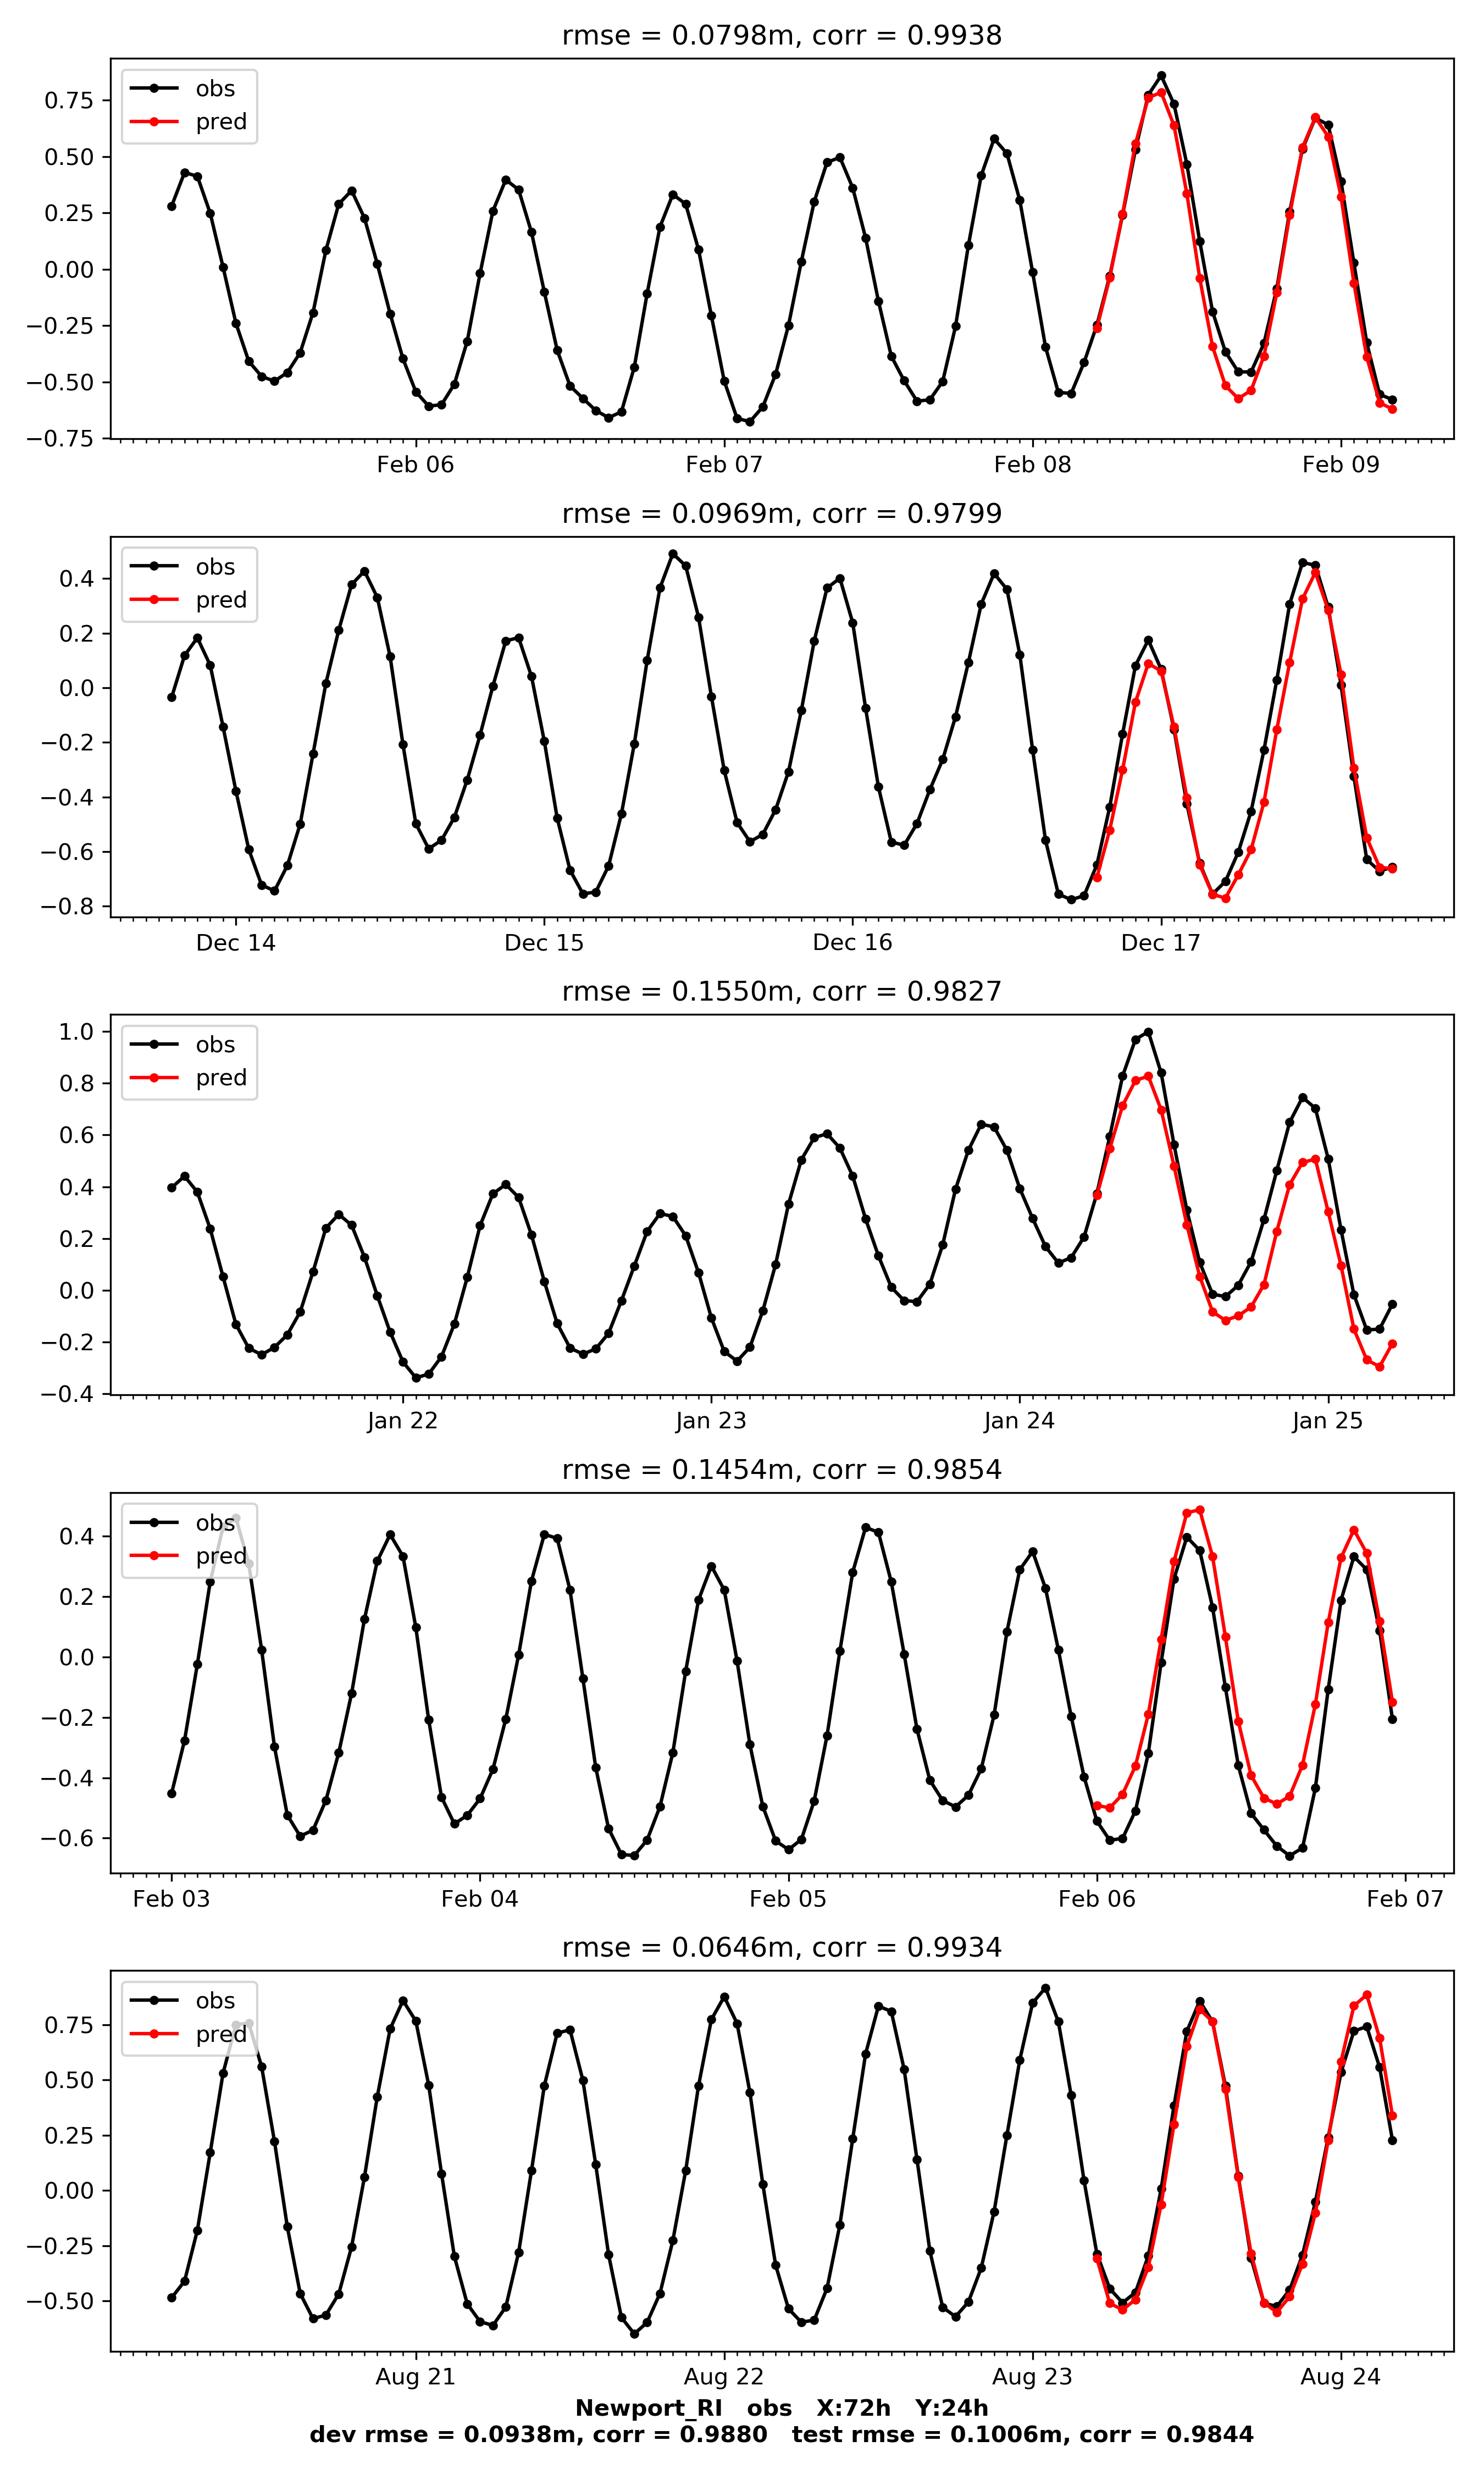 rmse = 0.0798m, corr = 0.9938
obs
pred
0.75
0.50
0.25
0.00
−0.25
−0.50
−0.75
Feb 06 Feb 07 Feb 08 Feb 09
rmse = 0.0969m, corr = 0.9799
obs
pred
0.4
0.2
0.0
−0.2
−0.4
−0.6
−0.8
Dec 14 Dec 15 Dec 16 Dec 17
rmse = 0.1550m, corr = 0.9827
obs
pred
1.0
0.8
0.6
0.4
0.2
0.0
−0.2
−0.4
Jan 22 Jan 23 Jan 24 Jan 25
rmse = 0.1454m, corr = 0.9854
obs
pred
0.4
0.2
0.0
−0.2
−0.4
−0.6
Feb 03 Feb 04 Feb 05 Feb 06 Feb 07
rmse = 0.0646m, corr = 0.9934
obs
pred
0.75
0.50
0.25
0.00
−0.25
−0.50
Aug 21 Aug 22 Aug 23 Aug 24
Newport_RI obs X:72h Y:24h
dev rmse = 0.0938m, corr = 0.9880 test rmse = 0.1006m, corr = 0.9844